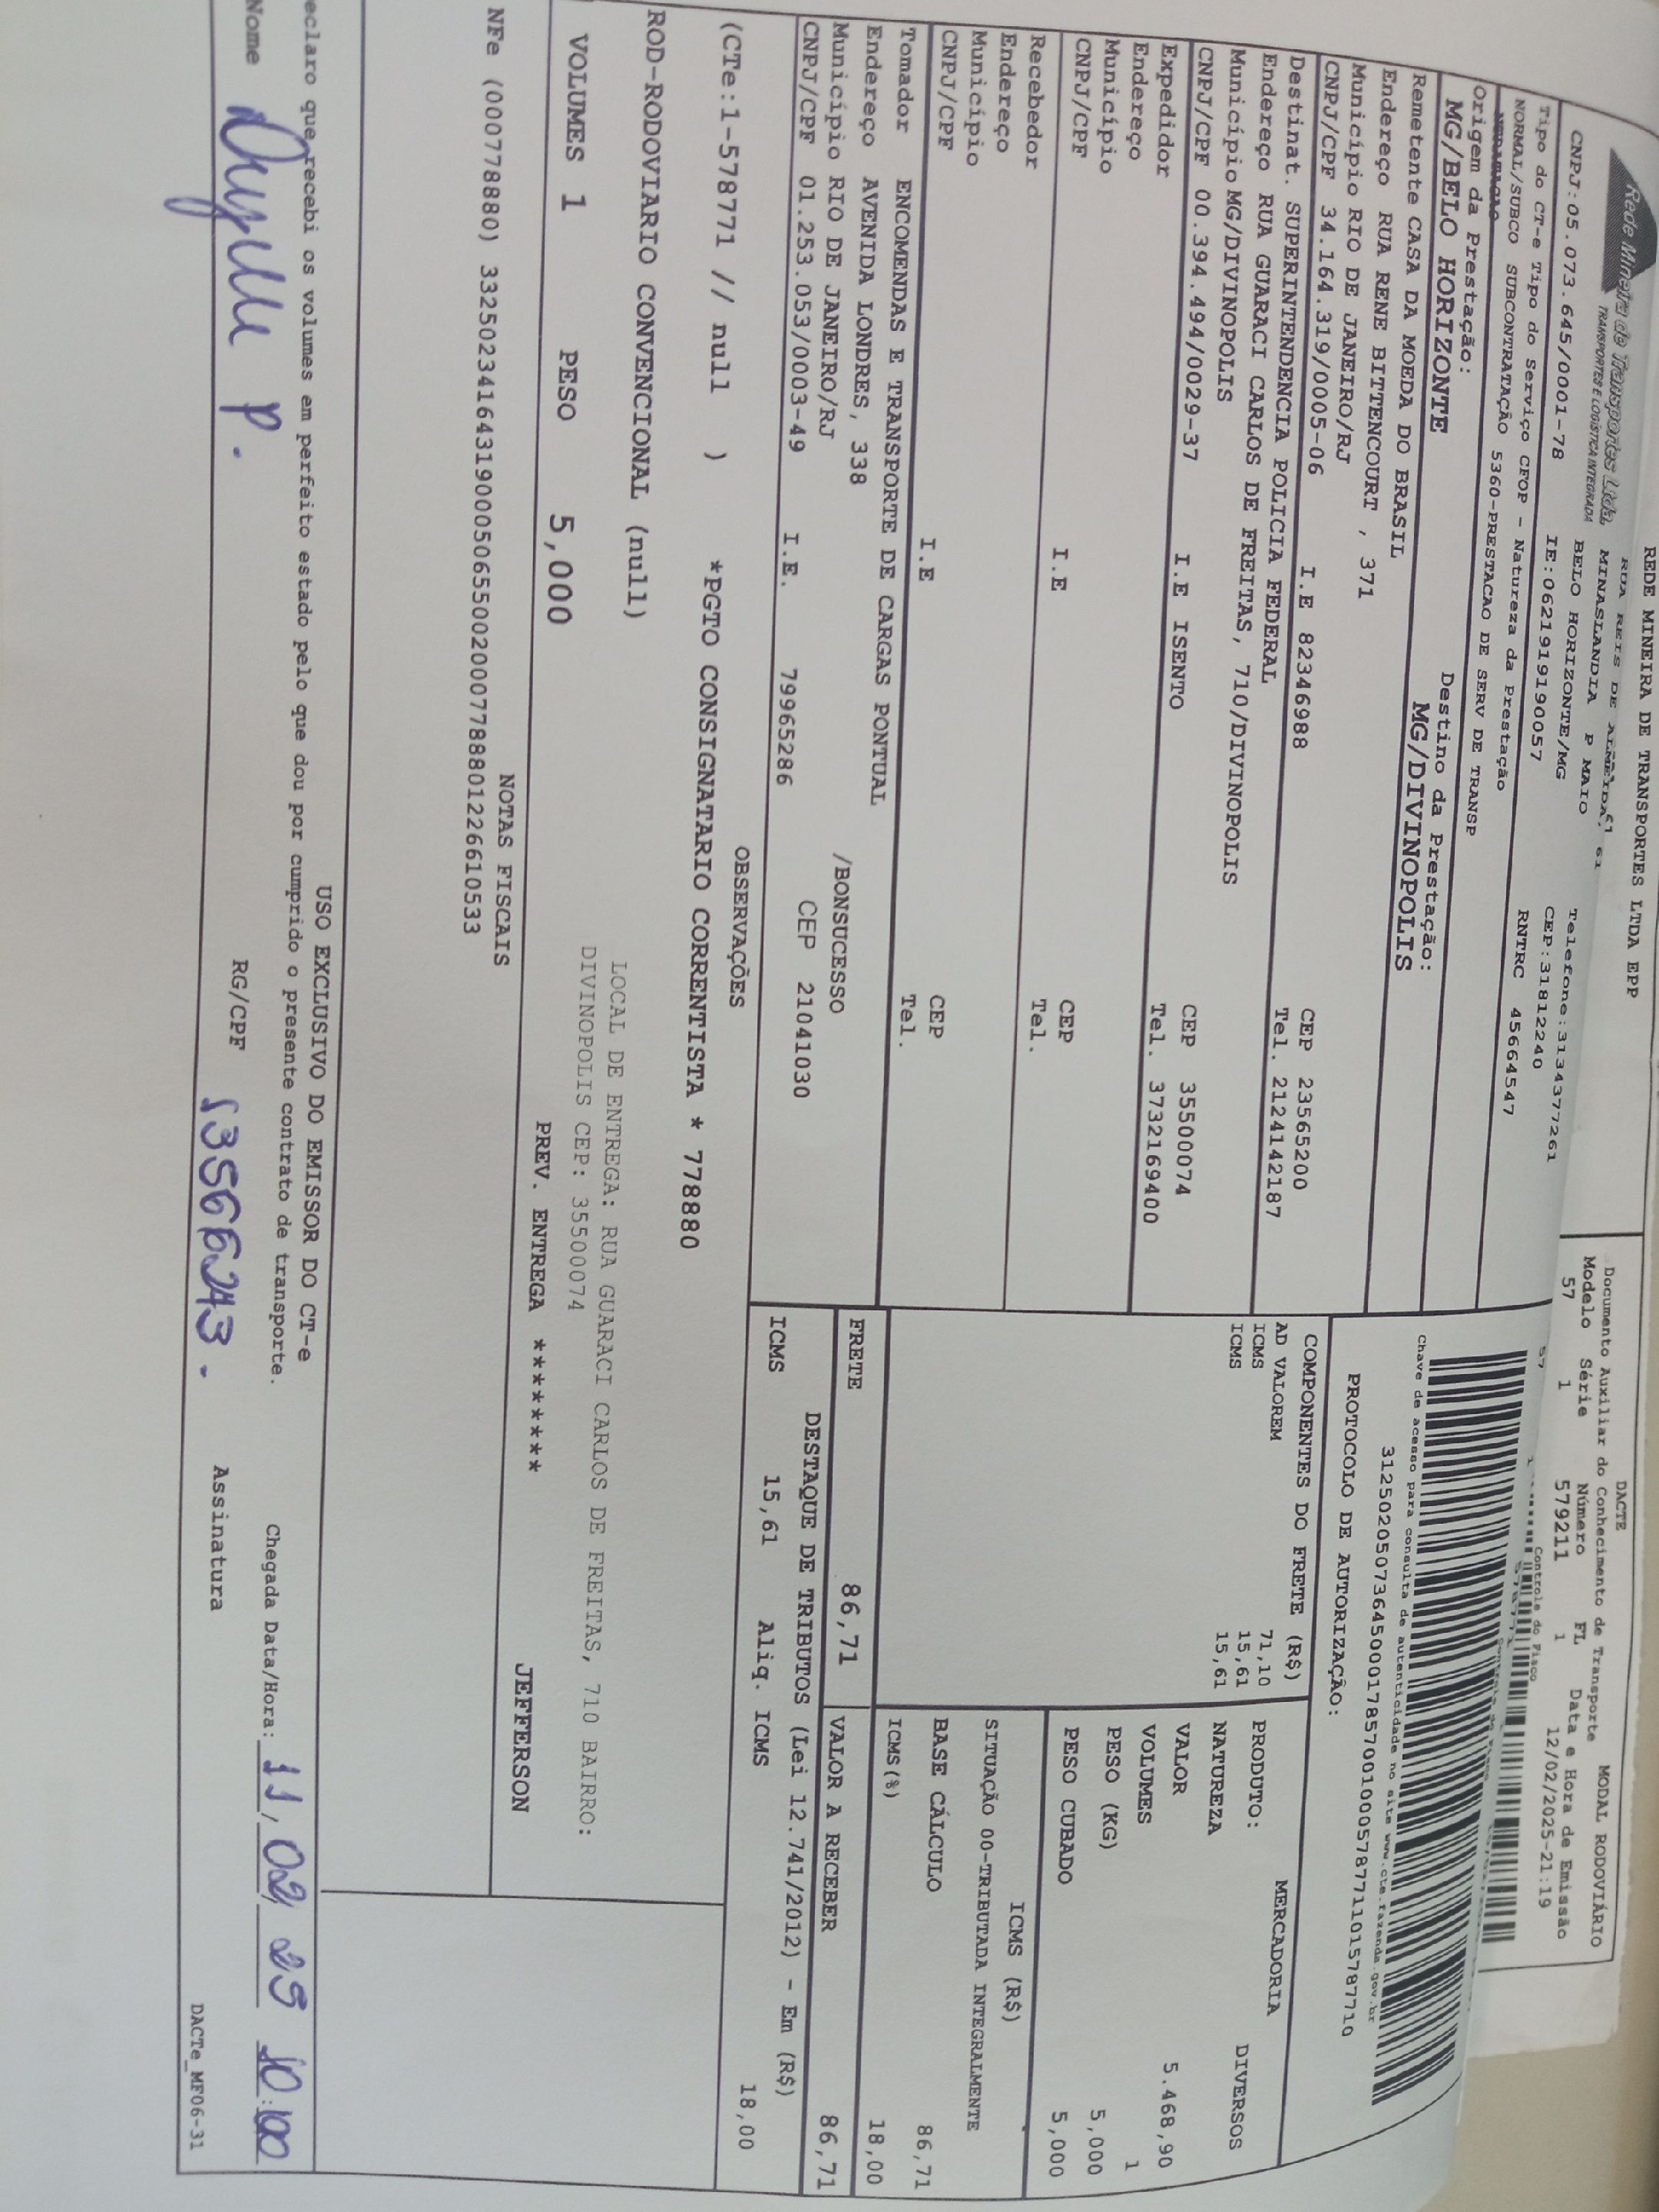 REDE MINEIRA DE TRANSPORTES LTDA EPP
Rede Mineira de Transportes Ltda.
TRANSPORTES E LOGÍSTICA INTEGRADA
RUA REIS DE ALMEIDA, 61
MINASLANDIA P MAIO
BELO HORIZONTE/MG
Telefone:3134377261
CNPJ:05.073.645/0001-78 IE:0621919190057 CEP:31812240
RNTRC 45664547
DACTE
Documento Auxiliar do Conhecimento de Transporte
MODAL RODOVIÁRIO
Modelo Série Número FL Data e Hora de Emissão
57 1 579211 1 12/02/2025-21:19
Controle do Fisco
Tipo do CT-e Tipo do Serviço CFOP - Natureza da Prestação
NORMAL/SUBCO SUBCONTRATAÇÃO 5360-PRESTACAO DE SERV DE TRANSP
Chave de acesso para consulta de autenticidade no site www.cte.fazenda.gov.br
31250205073645000178570010005787711015787710
PROTOCOLO DE AUTORIZAÇÃO:
Origem da Prestação: Destino da Prestação:
MG/BELO HORIZONTE MG/DIVINOPOLIS
Remetente CASA DA MOEDA DO BRASIL
Endereço RUA RENE BITTENCOURT , 371
Município RIO DE JANEIRO/RJ CEP 23565200
CNPJ/CPF 34.164.319/0005-06 I.E 82346988 Tel. 2124142187
Destinat. SUPERINTENDENCIA POLICIA FEDERAL
Endereço RUA GUARACI CARLOS DE FREITAS, 710/DIVINOPOLIS
Município MG/DIVINOPOLIS CEP 35500074
CNPJ/CPF 00.394.494/0029-37 I.E ISENTO Tel. 3732169400
Expedidor
Endereço
Município CEP
CNPJ/CPF I.E Tel.
Recebedor
Endereço
Município CEP
CNPJ/CPF I.E Tel.
Tomador ENCOMENDAS E TRANSPORTE DE CARGAS PONTUAL
Endereço AVENIDA LONDRES, 338 /BONSUCESSO
Município RIO DE JANEIRO/RJ CEP 21041030
CNPJ/CPF 01.253.053/0003-49 I.E. 79965286
COMPONENTES DO FRETE (R$)
AD VALOREM 71,10
ICMS 15,61
ICMS 15,61
MERCADORIA
PRODUTO: DIVERSOS
NATUREZA
VALOR 5.468,90
VOLUMES 1
PESO (KG) 5,000
PESO CUBADO 5,000
ICMS (R$)
SITUAÇÃO 00-TRIBUTADA INTEGRALMENTE
BASE CÁLCULO 86,71
ICMS(%) 18,00
FRETE 86,71 VALOR A RECEBER 86,71
DESTAQUE DE TRIBUTOS (Lei 12.741/2012) - Em (R$)
ICMS 15,61 Aliq. ICMS 18,00
OBSERVAÇÕES
(CTe:1-578771 // null ) *PGTO CONSIGNATARIO CORRENTISTA * 778880
ROD-RODOVIARIO CONVENCIONAL (null)
LOCAL DE ENTREGA: RUA GUARACI CARLOS DE FREITAS, 710 BAIRRO:
DIVINOPOLIS CEP: 35500074
VOLUMES 1 PESO 5,000 PREV. ENTREGA ******* JEFFERSON
NOTAS FISCAIS
NFe (000778880) 33250234164319000506550020007788801226610533
USO EXCLUSIVO DO EMISSOR DO CT-e
eclaro que recebi os volumes em perfeito estado pelo que dou por cumprido o presente contrato de transporte.
Chegada Data/Hora: 11,02,25 10:00
Nome RG/CPF 13566243. Assinatura
DACTe_MF06-31